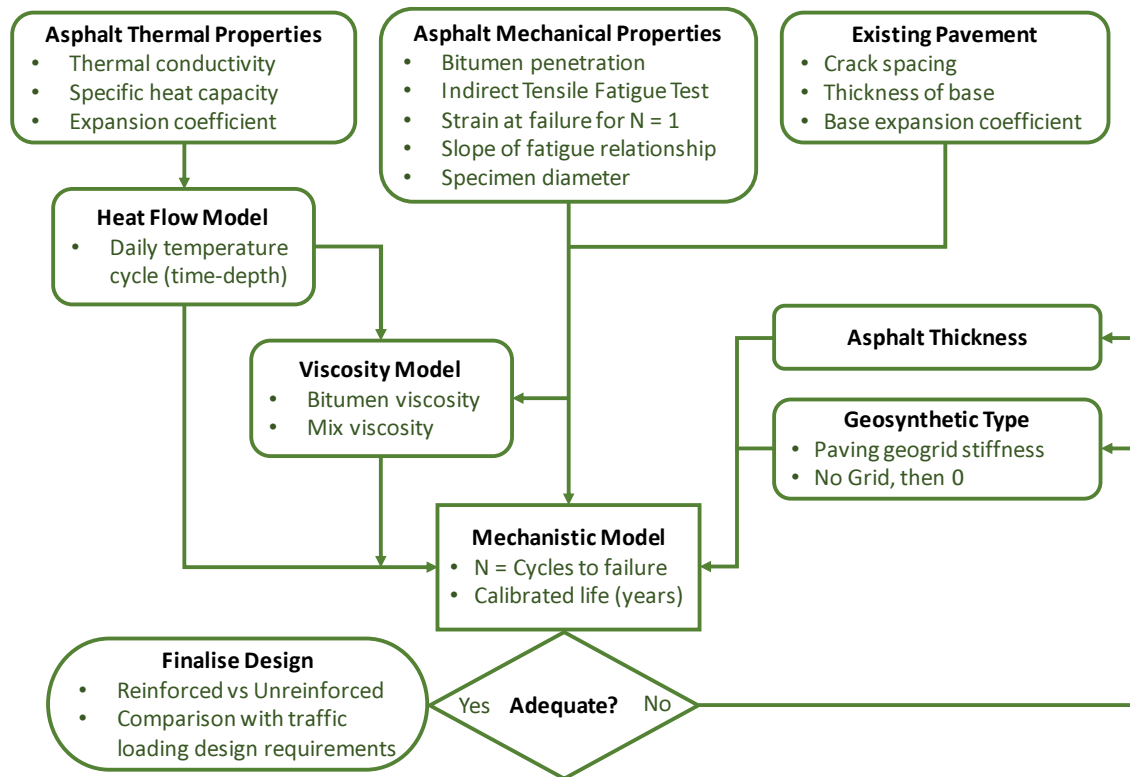 Asphalt Thermal Properties
• Thermal conductivity
• Specific heat capacity
• Expansion coefficient
Asphalt Mechanical Properties
• Bitumen penetration
• Indirect Tensile Fatigue Test
• Strain at failure for N = 1
• Slope of fatigue relationship
• Specimen diameter
Existing Pavement
• Crack spacing
• Thickness of base
• Base expansion coefficient
Heat Flow Model
• Daily temperature
cycle (time-depth)
Viscosity Model
• Bitumen viscosity
• Mix viscosity
Asphalt Thickness
Geosynthetic Type
• Paving geogrid stiffness
• No Grid, then 0
Mechanistic Model
• N = Cycles to failure
• Calibrated life (years)
Finalise Design
• Reinforced vs Unreinforced
• Comparison with traffic
loading design requirements
Yes Adequate? No